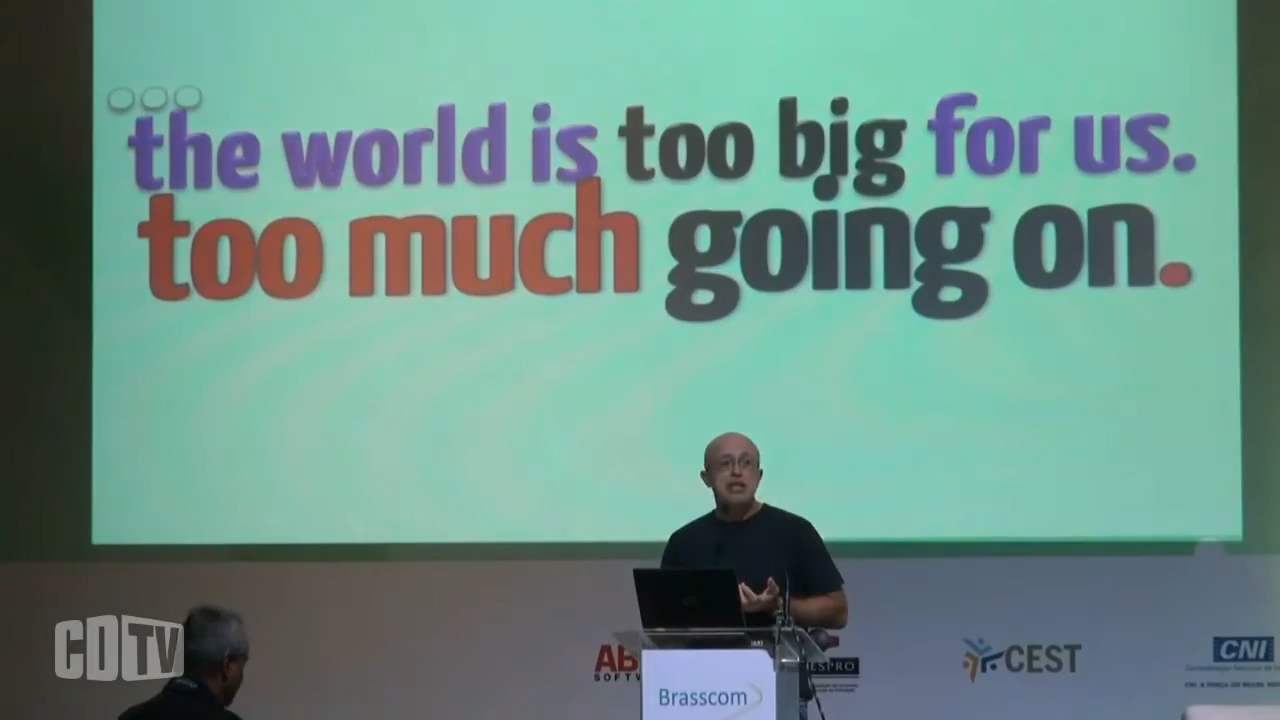 the world is too big for us.
too much going on.
CDTV
CEST
CNI
Brasscom